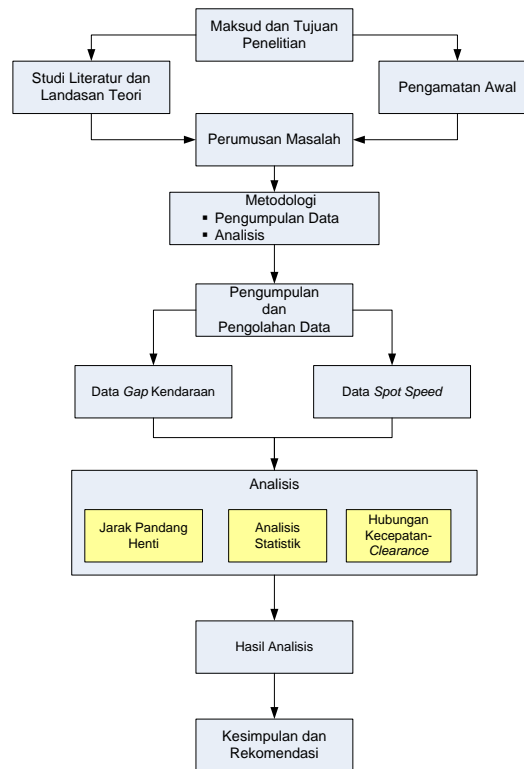 Maksud dan Tujuan
Penelitian
Studi Literatur dan
Landasan Teori
Pengamatan Awal
Perumusan Masalah
Metodologi
▪ Pengumpulan Data
▪ Analisis
Pengumpulan
dan
Pengolahan Data
Data Gap Kendaraan
Data Spot Speed
Analisis
Jarak Pandang
Henti
Analisis
Statistik
Hubungan
Kecepatan-
Clearance
Hasil Analisis
Kesimpulan dan
Rekomendasi